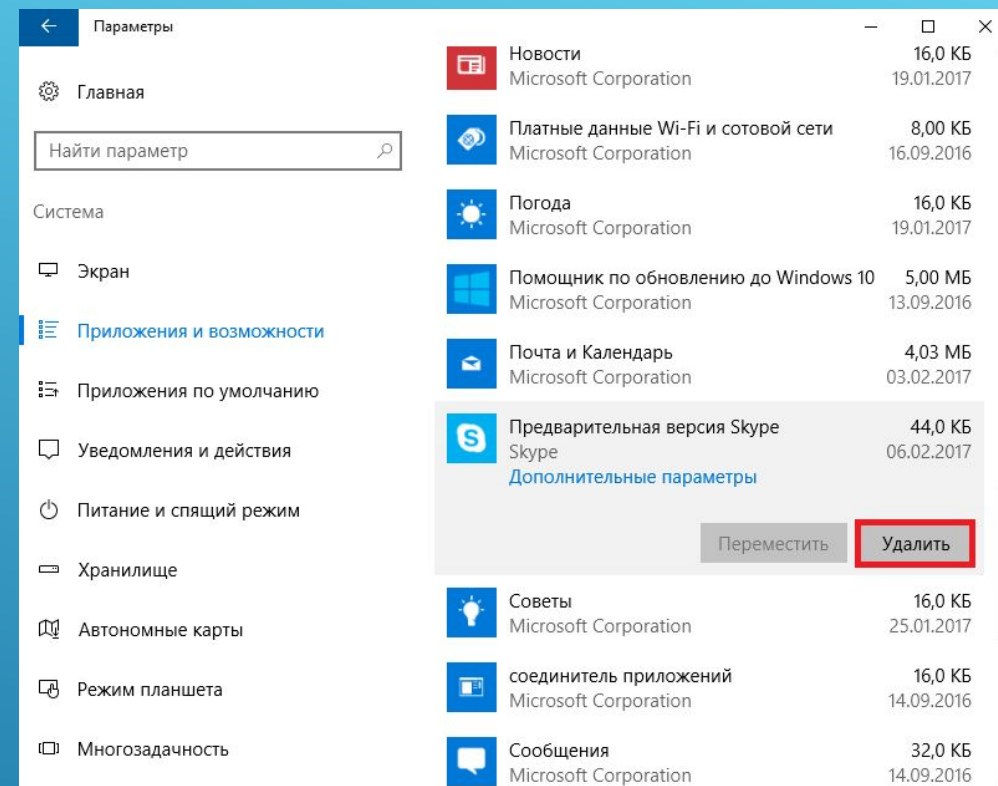 Параметры
Главная
Найти параметр
Система
Экран
Приложения и возможности
Приложения по умолчанию
Уведомления и действия
Питание и спящий режим
Хранилище
Автономные карты
Режим планшета
Многозадачность
Новости 16,0 КБ
Microsoft Corporation 19.01.2017
Платные данные Wi-Fi и сотовой сети 8,00 КБ
Microsoft Corporation 16.09.2016
Погода 16,0 КБ
Microsoft Corporation 19.01.2017
Помощник по обновлению до Windows 10 5,00 МБ
Microsoft Corporation 13.09.2016
Почта и Календарь 4,03 МБ
Microsoft Corporation 03.02.2017
Предварительная версия Skype 44,0 КБ
Skype 06.02.2017
Дополнительные параметры
Переместить Удалить
Советы 16,0 КБ
Microsoft Corporation 25.01.2017
соединитель приложений 16,0 КБ
Microsoft Corporation 14.09.2016
Сообщения 32,0 КБ
Microsoft Corporation 14.09.2016